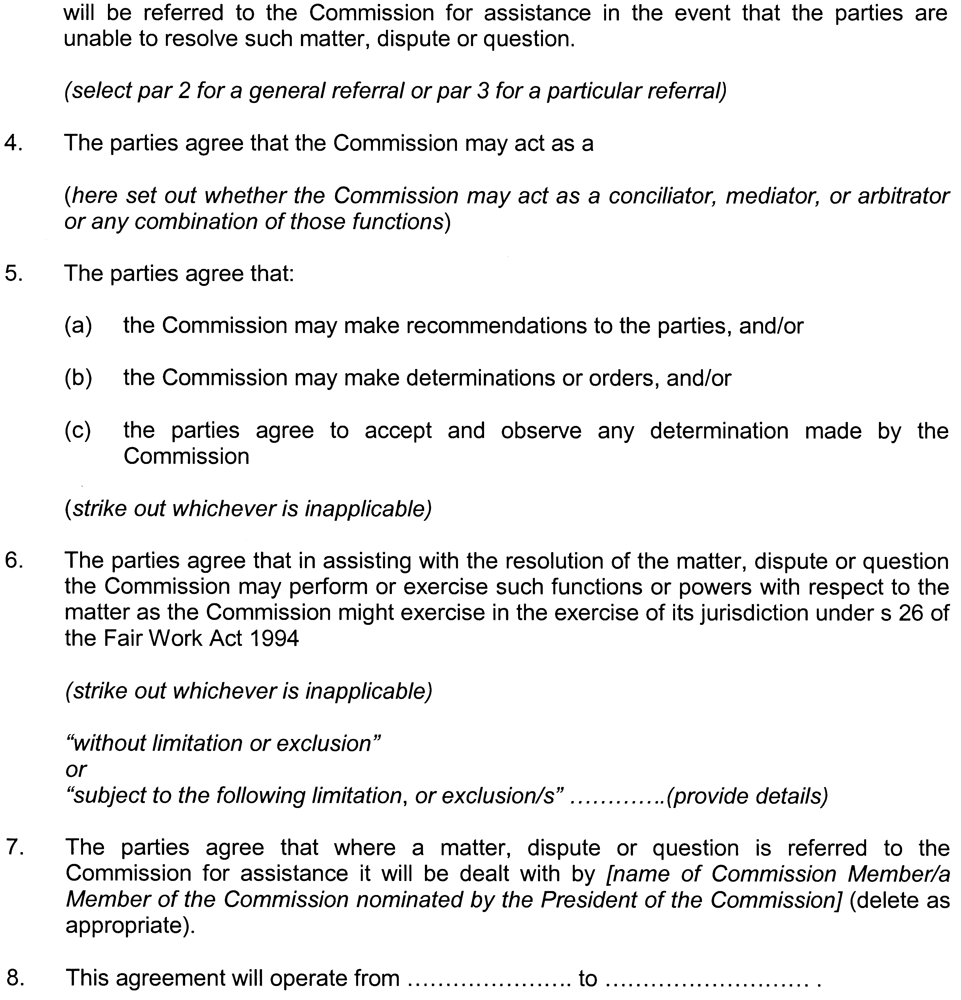 will be referred to the Commission for assistance in the event that the parties are
unable to resolve such matter, dispute or question.
(select par 2 for a general referral or par 3 for a particular referral)
4. The parties agree that the Commission may act as a
(here set out whether the Commission may act as a conciliator, mediator, or arbitrator
or any combination of those functions)
5. The parties agree that:
(a) the Commission may make recommendations to the parties, and/or
(b) the Commission may make determinations or orders, and/or
(c) the parties agree to accept and observe any determination made by the
Commission
(strike out whichever is inapplicable)
6. The parties agree that in assisting with the resolution of the matter, dispute or question
the Commission may perform or exercise such functions or powers with respect to the
matter as the Commission might exercise in the exercise of its jurisdiction under s 26 of
the Fair Work Act 1994
(strike out whichever is inapplicable)
“without limitation or exclusion”
or
“subject to the following limitation, or exclusion/s” .............(provide details)
7. The parties agree that where a matter, dispute or question is referred to the
Commission for assistance it will be dealt with by [name of Commission Member/a
Member of the Commission nominated by the President of the Commission] (delete as
appropriate).
8. This agreement will operate from ...................... to ........................... .